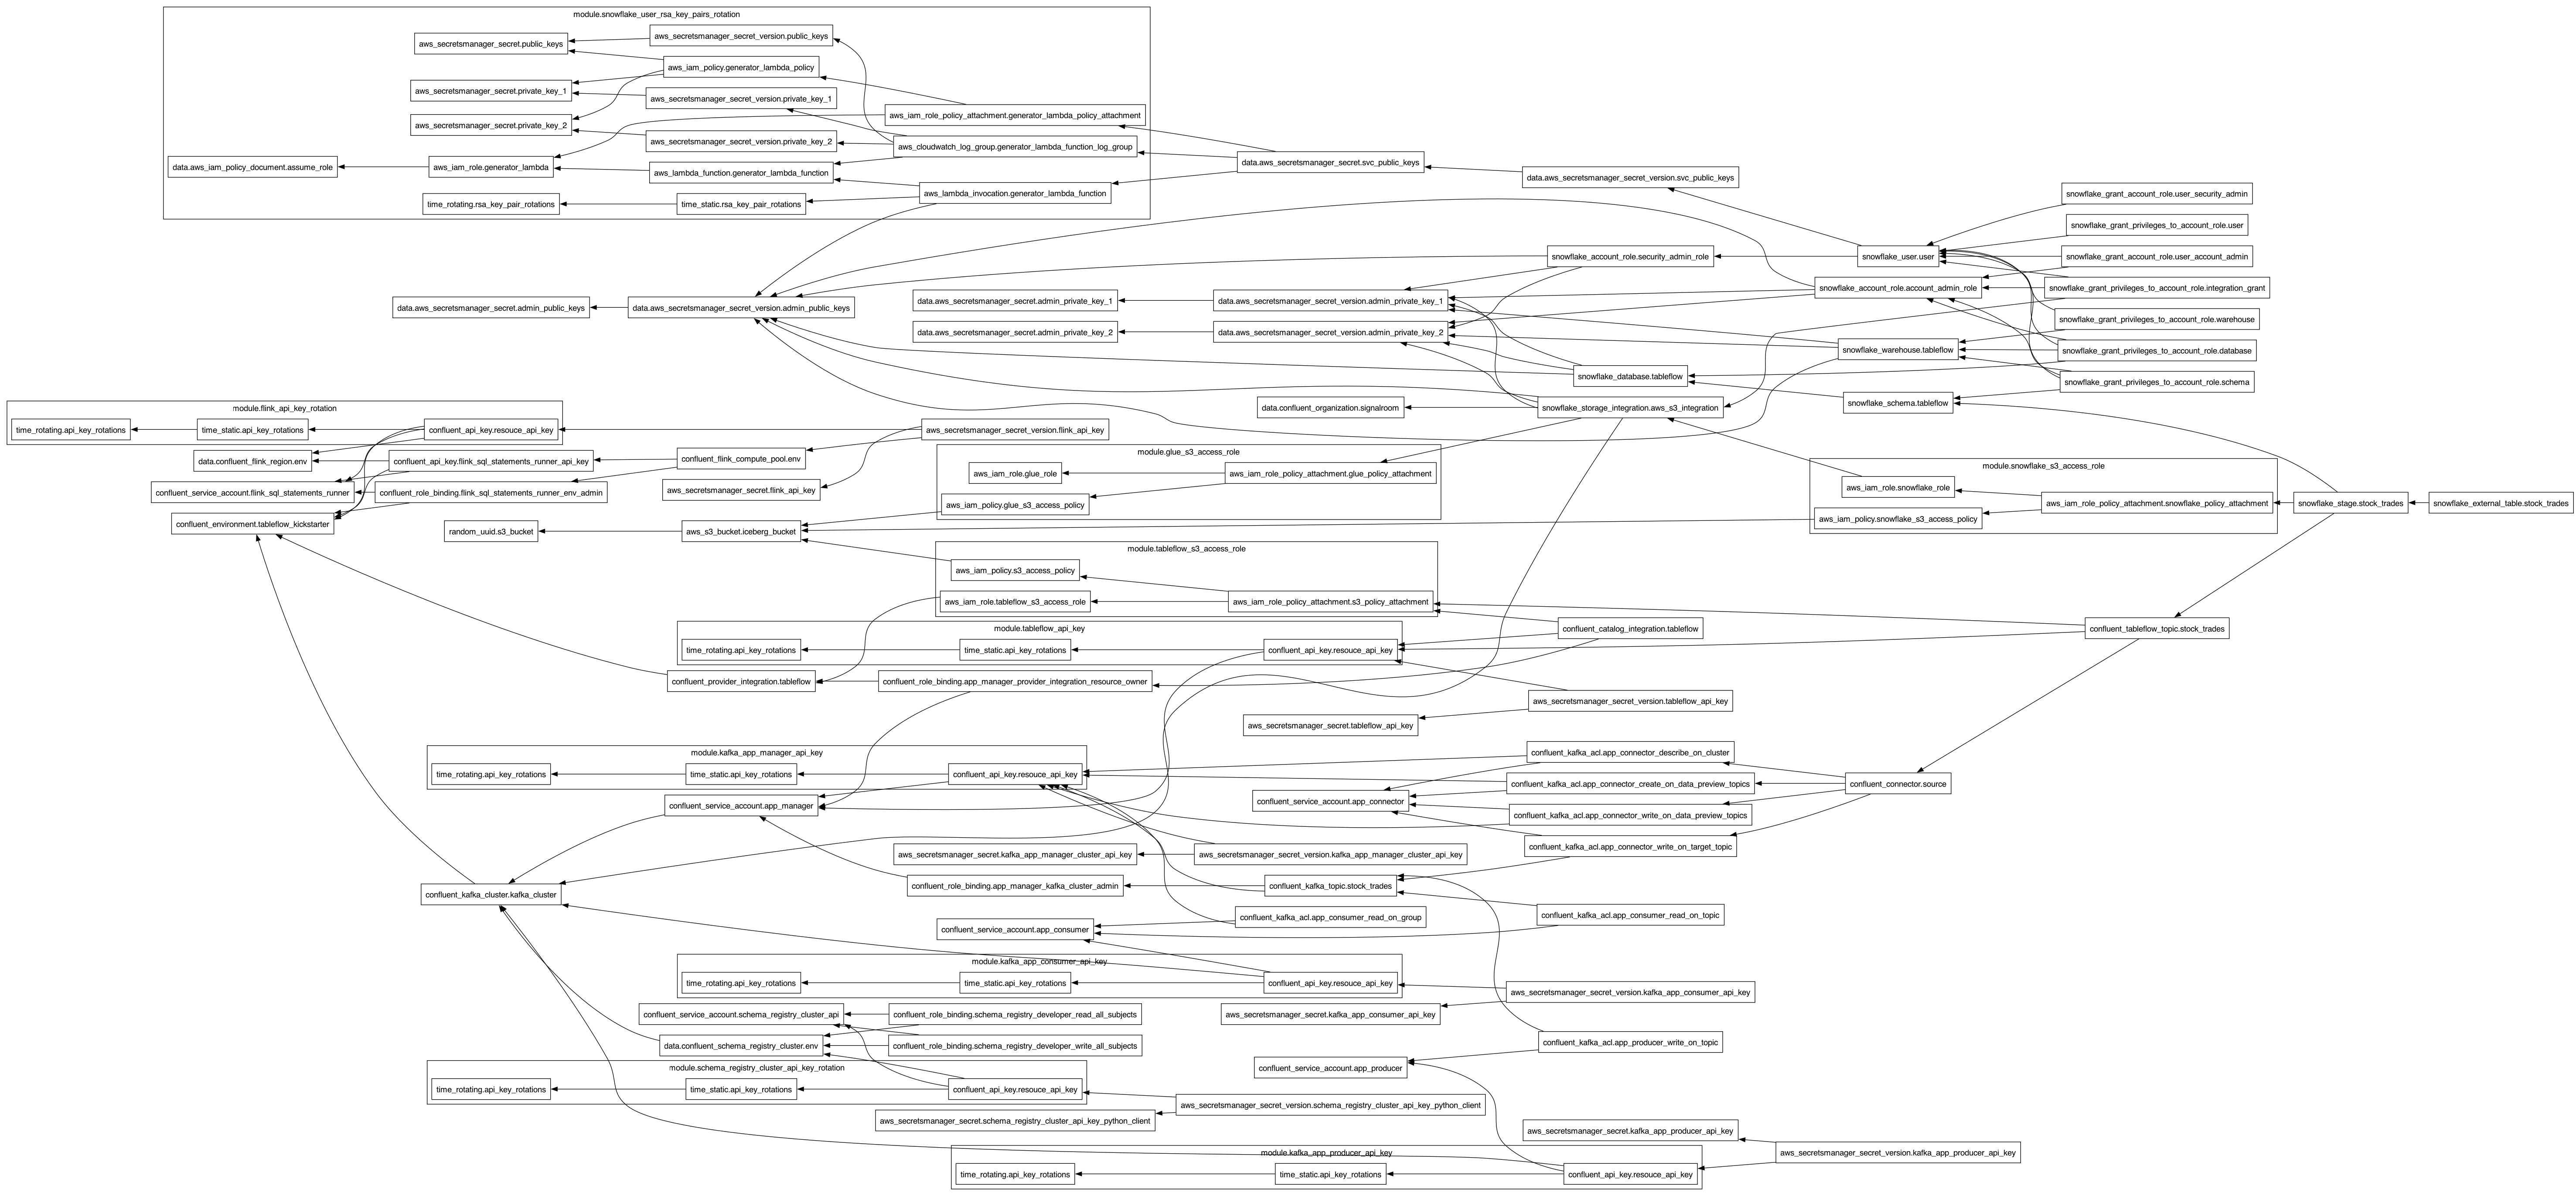 module.snowflake_user_rsa_key_pairs_rotation
aws_secretsmanager_secret.public_keys
aws_secretsmanager_secret_version.public_keys
aws_iam_policy.generator_lambda_policy
aws_secretsmanager_secret.private_key_1
aws_secretsmanager_secret_version.private_key_1
aws_iam_role_policy_attachment.generator_lambda_policy_attachment
aws_secretsmanager_secret.private_key_2
aws_secretsmanager_secret_version.private_key_2
aws_cloudwatch_log_group.generator_lambda_function_log_group
data.aws_iam_policy_document.assume_role
aws_iam_role.generator_lambda
aws_lambda_function.generator_lambda_function
aws_lambda_invocation.generator_lambda_function
time_rotating.rsa_key_pair_rotations
time_static.rsa_key_pair_rotations
data.aws_secretsmanager_secret.svc_public_keys
data.aws_secretsmanager_secret_version.svc_public_keys
snowflake_grant_account_role.user_security_admin
snowflake_grant_privileges_to_account_role.user
snowflake_account_role.security_admin_role
snowflake_user.user
snowflake_grant_account_role.user_account_admin
snowflake_account_role.account_admin_role
snowflake_grant_privileges_to_account_role.integration_grant
data.aws_secretsmanager_secret.admin_public_keys
data.aws_secretsmanager_secret_version.admin_public_keys
data.aws_secretsmanager_secret.admin_private_key_1
data.aws_secretsmanager_secret_version.admin_private_key_1
data.aws_secretsmanager_secret.admin_private_key_2
data.aws_secretsmanager_secret_version.admin_private_key_2
snowflake_grant_privileges_to_account_role.warehouse
snowflake_warehouse.tableflow
snowflake_grant_privileges_to_account_role.database
snowflake_database.tableflow
snowflake_grant_privileges_to_account_role.schema
snowflake_schema.tableflow
data.confluent_organization.signalroom
snowflake_storage_integration.aws_s3_integration
module.flink_api_key_rotation
time_rotating.api_key_rotations
time_static.api_key_rotations
confluent_api_key.resouce_api_key
aws_secretsmanager_secret_version.flink_api_key
data.confluent_flink_region.env
confluent_api_key.flink_sql_statements_runner_api_key
confluent_flink_compute_pool.env
confluent_service_account.flink_sql_statements_runner
confluent_role_binding.flink_sql_statements_runner_env_admin
aws_secretsmanager_secret.flink_api_key
confluent_environment.tableflow_kickstarter
random_uuid.s3_bucket
aws_s3_bucket.iceberg_bucket
module.glue_s3_access_role
aws_iam_role.glue_role
aws_iam_role_policy_attachment.glue_policy_attachment
aws_iam_policy.glue_s3_access_policy
module.snowflake_s3_access_role
aws_iam_role.snowflake_role
aws_iam_role_policy_attachment.snowflake_policy_attachment
aws_iam_policy.snowflake_s3_access_policy
snowflake_stage.stock_trades
snowflake_external_table.stock_trades
module.tableflow_s3_access_role
aws_iam_policy.s3_access_policy
aws_iam_role.tableflow_s3_access_role
aws_iam_role_policy_attachment.s3_policy_attachment
module.tableflow_api_key
time_rotating.api_key_rotations
time_static.api_key_rotations
confluent_api_key.resouce_api_key
confluent_catalog_integration.tableflow
confluent_tableflow_topic.stock_trades
confluent_provider_integration.tableflow
confluent_role_binding.app_manager_provider_integration_resource_owner
aws_secretsmanager_secret_version.tableflow_api_key
aws_secretsmanager_secret.tableflow_api_key
module.kafka_app_manager_api_key
time_rotating.api_key_rotations
time_static.api_key_rotations
confluent_api_key.resouce_api_key
confluent_kafka_acl.app_connector_describe_on_cluster
confluent_kafka_acl.app_connector_create_on_data_preview_topics
confluent_connector.source
confluent_service_account.app_manager
confluent_service_account.app_connector
confluent_kafka_acl.app_connector_write_on_data_preview_topics
confluent_kafka_acl.app_connector_write_on_target_topic
aws_secretsmanager_secret.kafka_app_manager_cluster_api_key
aws_secretsmanager_secret_version.kafka_app_manager_cluster_api_key
confluent_kafka_cluster.kafka_cluster
confluent_role_binding.app_manager_kafka_cluster_admin
confluent_kafka_topic.stock_trades
confluent_kafka_acl.app_consumer_read_on_group
confluent_kafka_acl.app_consumer_read_on_topic
confluent_service_account.app_consumer
module.kafka_app_consumer_api_key
time_rotating.api_key_rotations
time_static.api_key_rotations
confluent_api_key.resouce_api_key
aws_secretsmanager_secret_version.kafka_app_consumer_api_key
confluent_service_account.schema_registry_cluster_api
confluent_role_binding.schema_registry_developer_read_all_subjects
aws_secretsmanager_secret.kafka_app_consumer_api_key
data.confluent_schema_registry_cluster.env
confluent_role_binding.schema_registry_developer_write_all_subjects
confluent_kafka_acl.app_producer_write_on_topic
module.schema_registry_cluster_api_key_rotation
confluent_service_account.app_producer
time_rotating.api_key_rotations
time_static.api_key_rotations
confluent_api_key.resouce_api_key
aws_secretsmanager_secret_version.schema_registry_cluster_api_key_python_client
aws_secretsmanager_secret.schema_registry_cluster_api_key_python_client
aws_secretsmanager_secret.kafka_app_producer_api_key
module.kafka_app_producer_api_key
aws_secretsmanager_secret_version.kafka_app_producer_api_key
time_rotating.api_key_rotations
time_static.api_key_rotations
confluent_api_key.resouce_api_key